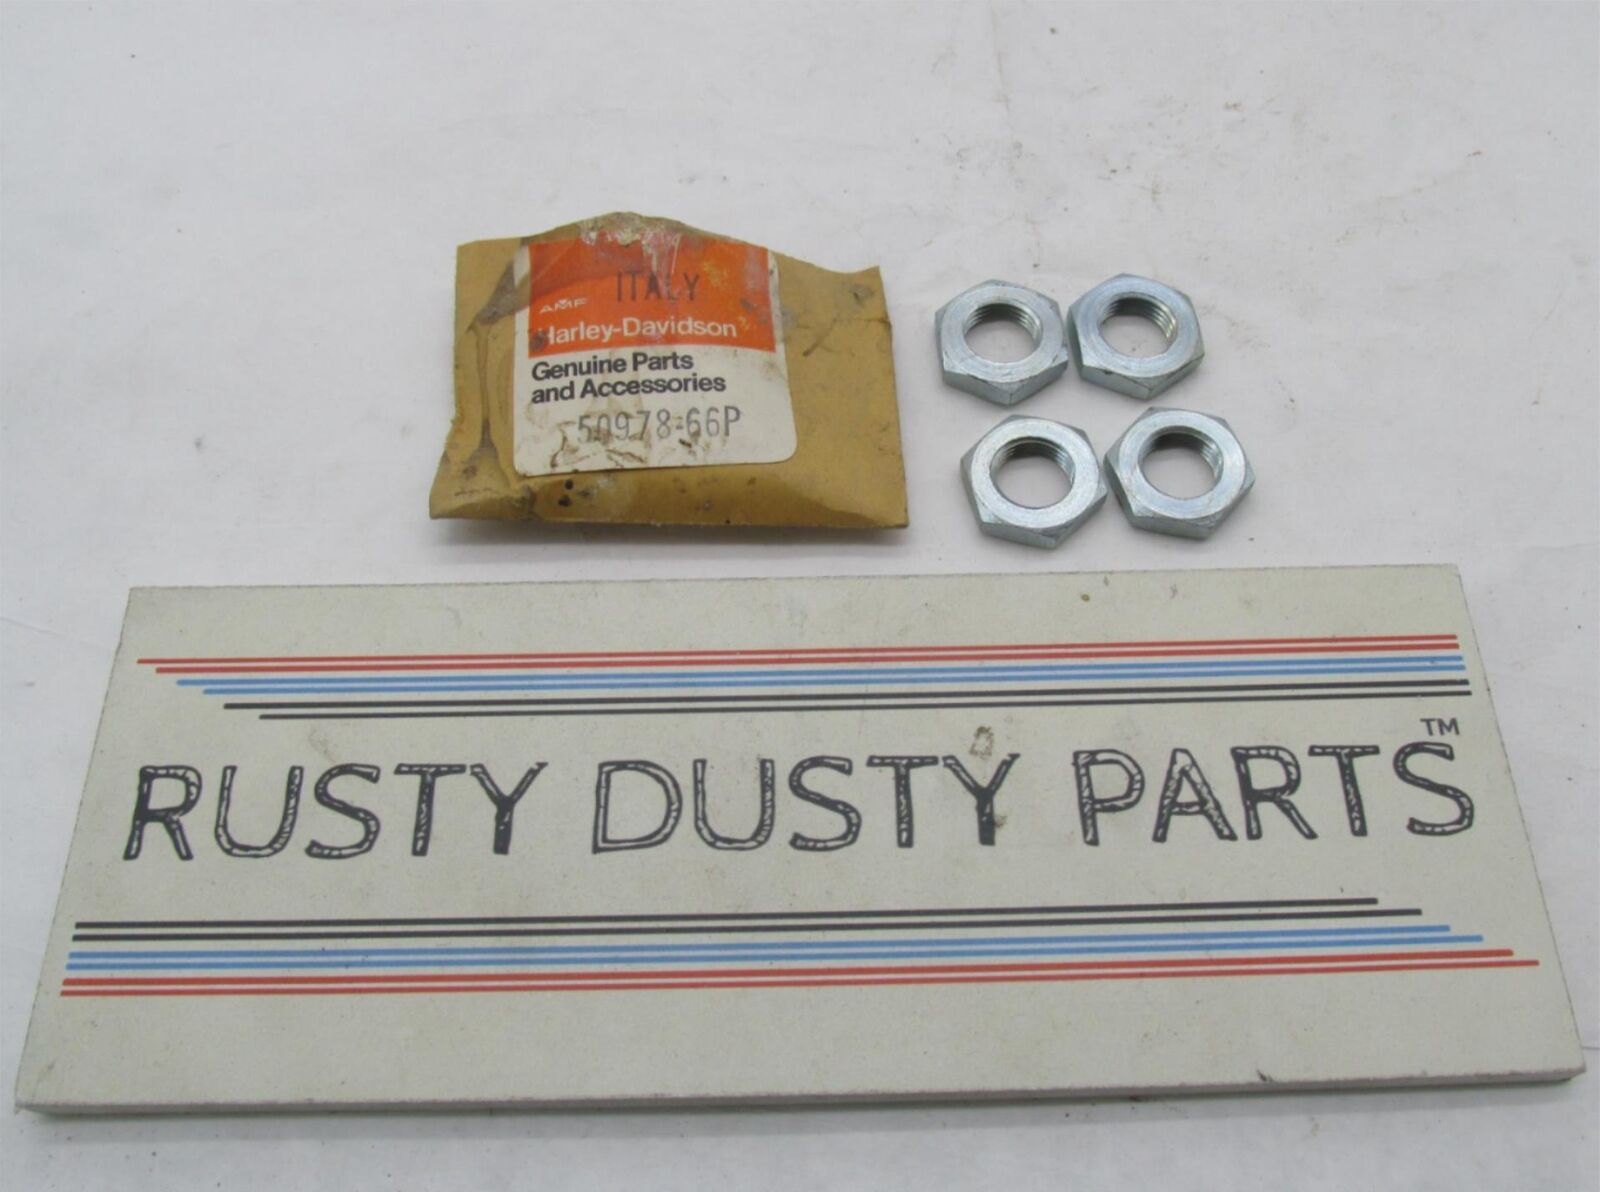 ITALY
AMF
Harley-Davidson
Genuine Parts
and Accessories
50978-66P
RUSTY DUSTY PARTS™